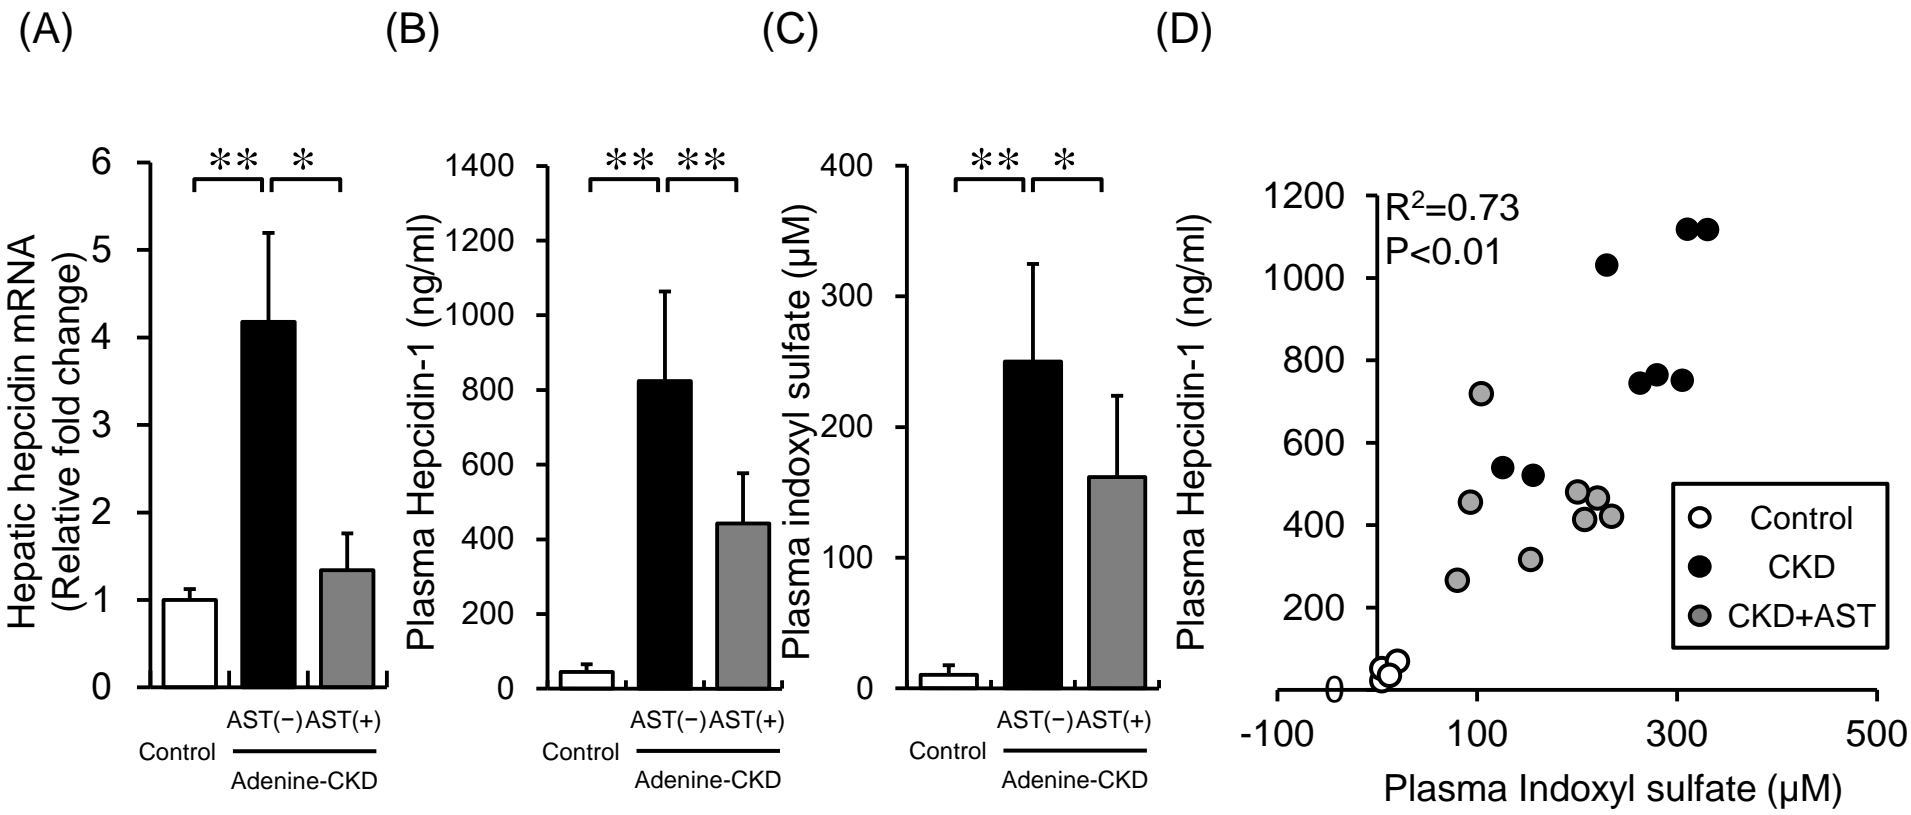 (A)
Hepatic hepcidin mRNA
(Relative fold change)
6
5
4
3
2
1
0
** *
AST(−) AST(+)
Control
Adenine-CKD
(B)
Plasma Hepcidin-1 (ng/ml)
1400
1200
1000
800
600
400
200
0
** **
AST(−) AST(+)
Control
Adenine-CKD
(C)
Plasma indoxyl sulfate (µM)
400
300
200
100
0
** *
AST(−) AST(+)
Control
Adenine-CKD
(D)
Plasma Hepcidin-1 (ng/ml)
1200
1000
800
600
400
200
0
R²=0.73
P<0.01
Control
CKD
CKD+AST
-100 100 300 500
Plasma Indoxyl sulfate (µM)